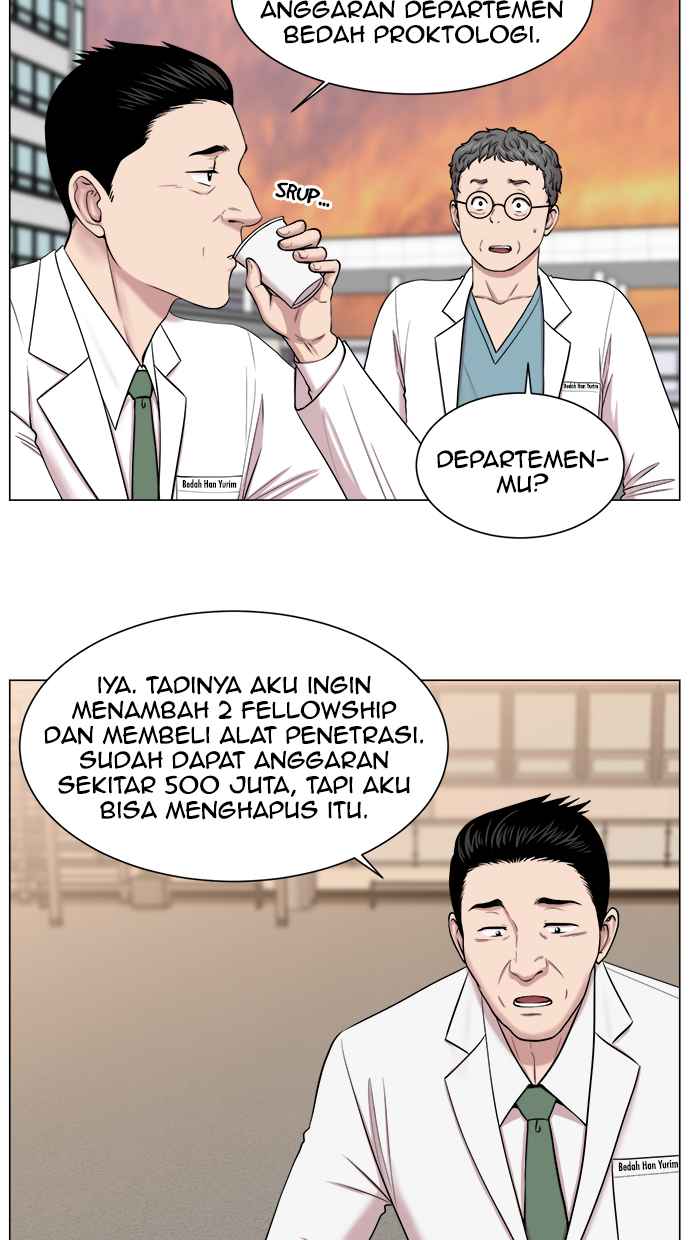 ANGGARAN DEPARTEMEN
BEDAH PROKTOLOGI.
SRUP...
Bedah Han Yurim
DEPARTEMEN-
MU?
Bedah Han Yurim
IYA. TADINYA AKU INGIN
MENAMBAH 2 FELLOWSHIP
DAN MEMBELI ALAT PENETRASI.
SUDAH DAPAT ANGGARAN
SEKITAR 500 JUTA, TAPI AKU
BISA MENGHAPUS ITU.
Bedah Han Yurim